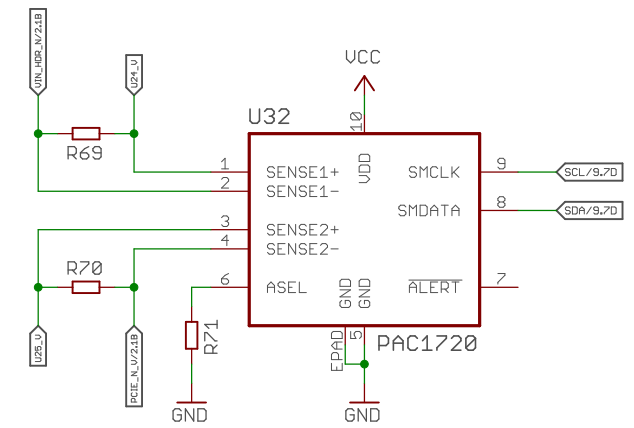 VIN_HDR_N/2.1B
U24_V
VCC
U32
10
R69
1
SENSE1+
VDD
SMCLK
9
SCL/9.7D
2
SENSE1-
SMDATA
8
SDA/9.7D
3
SENSE2+
4
SENSE2-
R70
6
ASEL
GND
GND
ALERT
7
U25_V
PCIE_N_V/2.1B
R71
EPAD
5
PAC1720
GND
GND